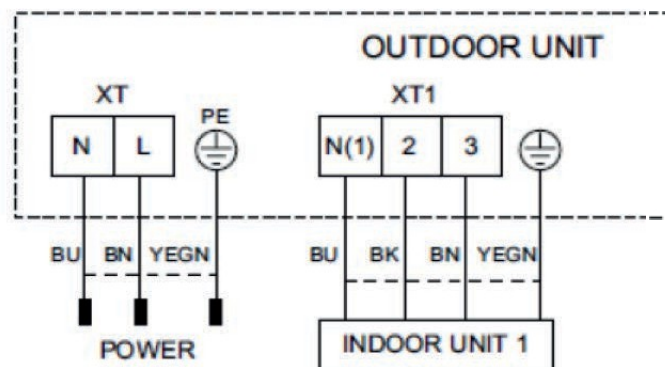 OUTDOOR UNIT
XT XT1
PE
N L N(1) 2 3
BU BN YEGN BU BK BN YEGN
POWER INDOOR UNIT 1